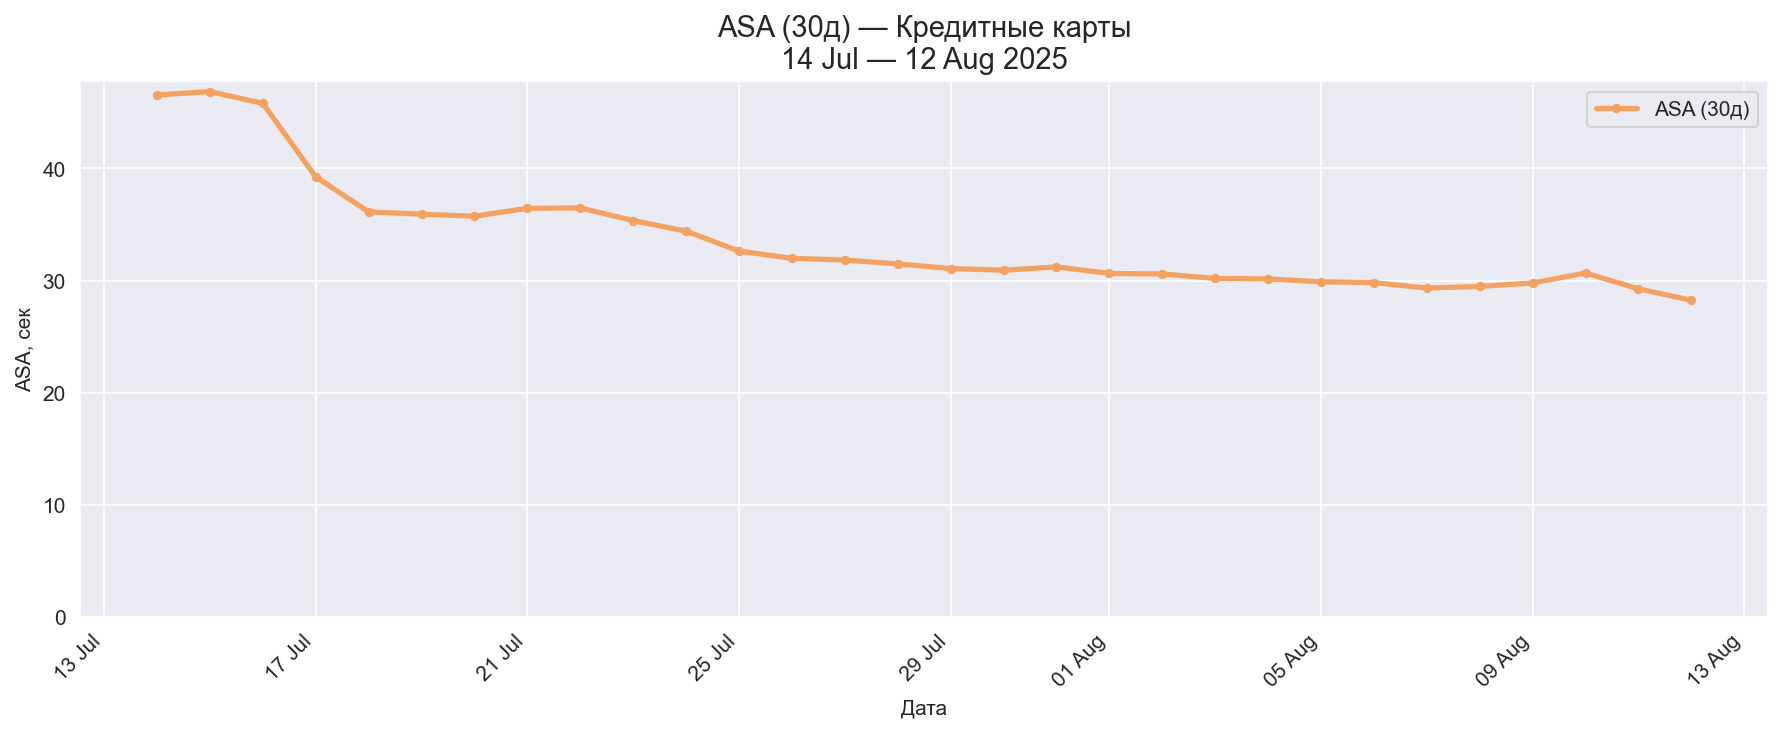 ASA (30д) — Кредитные карты
14 Jul — 12 Aug 2025
ASA (30д)
ASA, сек
40
30
20
10
0
13 Jul
17 Jul
21 Jul
25 Jul
29 Jul
01 Aug
05 Aug
09 Aug
13 Aug
Дата